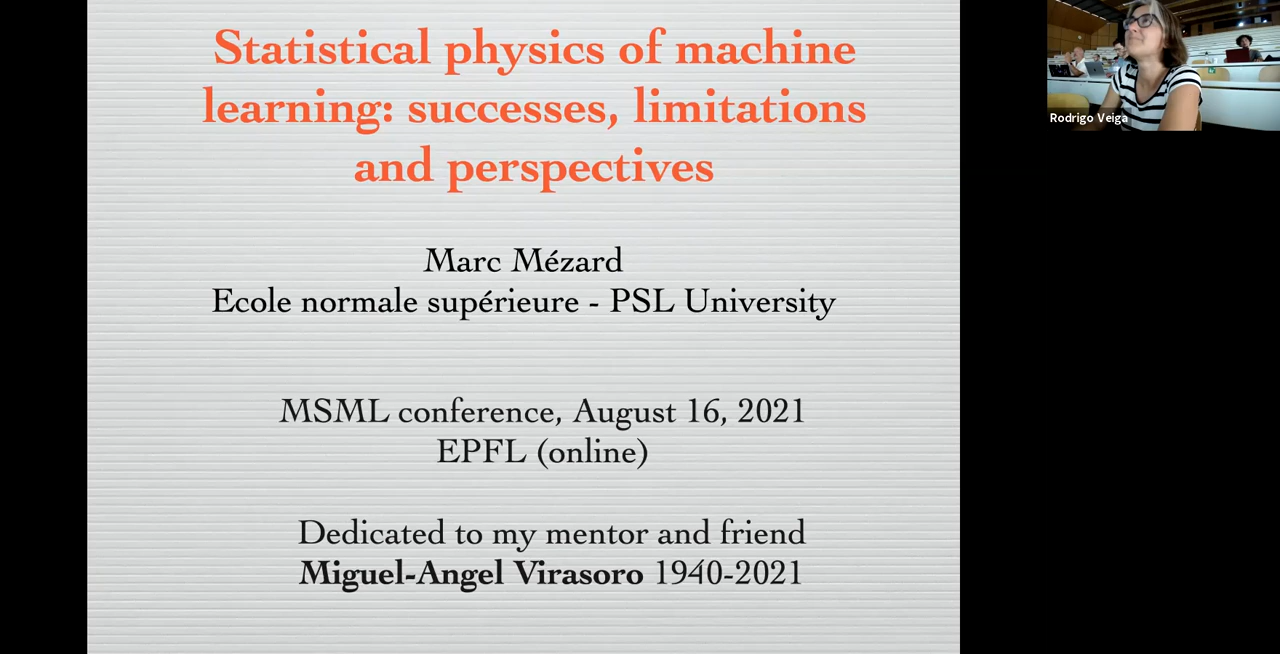 Statistical physics of machine
learning: successes, limitations
and perspectives
Marc Mézard
Ecole normale supérieure - PSL University
MSML conference, August 16, 2021
EPFL (online)
Dedicated to my mentor and friend
Miguel-Angel Virasoro 1940-2021
Rodrigo Veiga